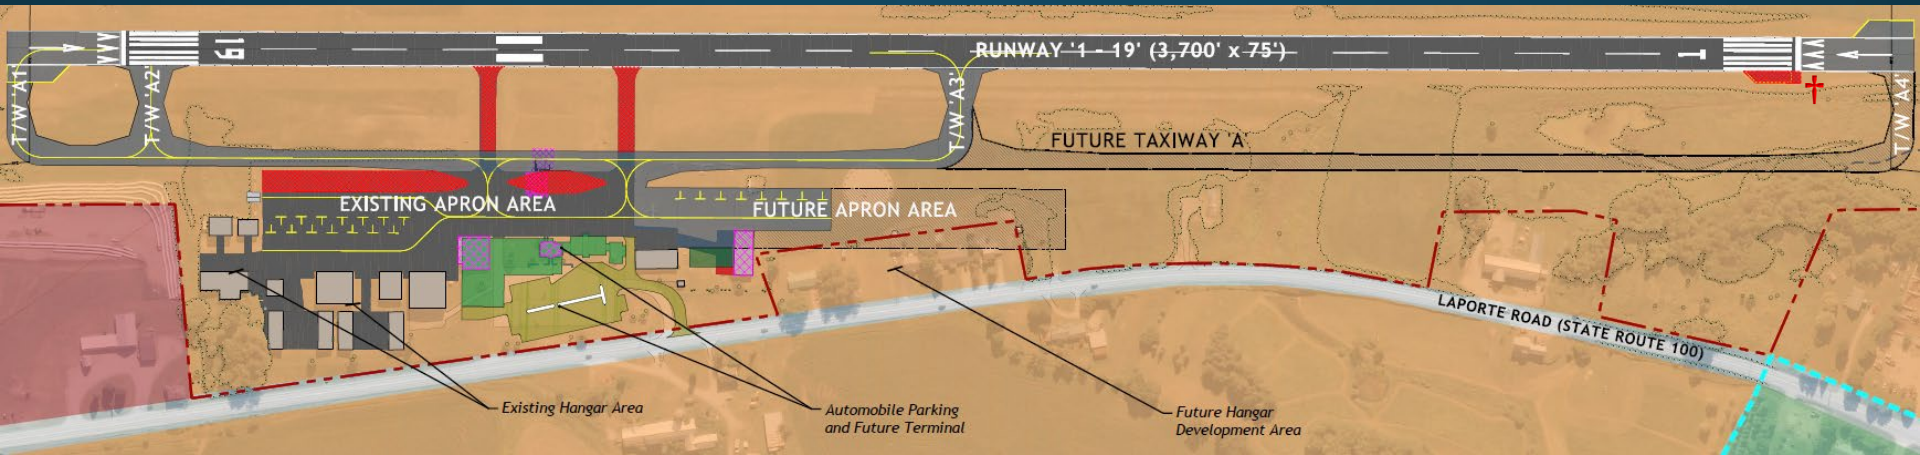 19
RUNWAY '1 - 19' (3,700' x 75')
1
T/W 'A1'
T/W 'A2'
T/W 'A3'
T/W 'A4'
FUTURE TAXIWAY 'A'
EXISTING APRON AREA
FUTURE APRON AREA
LAPORTE ROAD (STATE ROUTE 100)
Existing Hangar Area
Automobile Parking
and Future Terminal
Future Hangar
Development Area